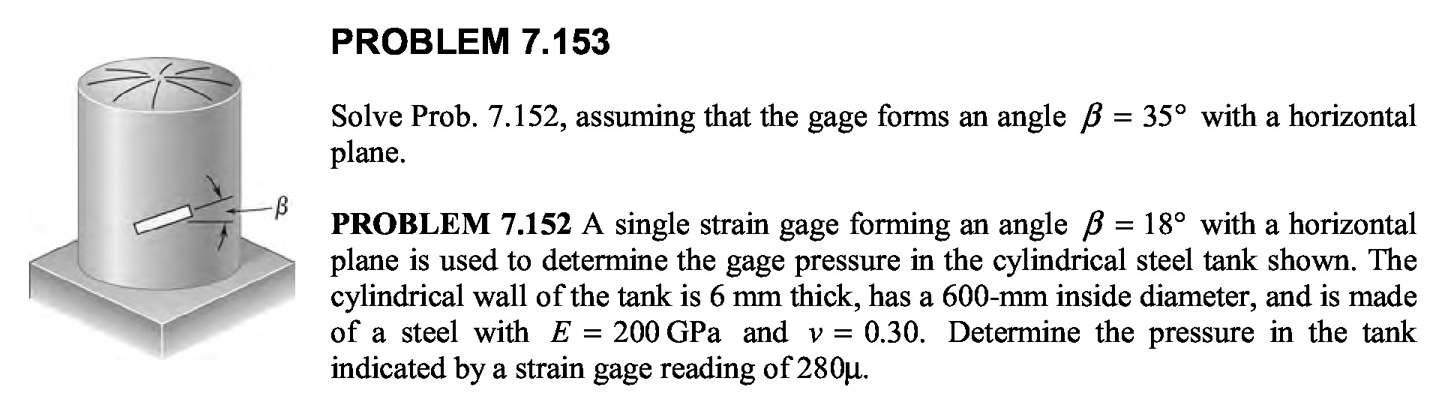 PROBLEM 7.153
Solve Prob. 7.152, assuming that the gage forms an angle β = 35° with a horizontal
plane.
β
PROBLEM 7.152 A single strain gage forming an angle β = 18° with a horizontal
plane is used to determine the gage pressure in the cylindrical steel tank shown. The
cylindrical wall of the tank is 6 mm thick, has a 600-mm inside diameter, and is made
of a steel with E = 200 GPa and ν = 0.30. Determine the pressure in the tank
indicated by a strain gage reading of 280μ.